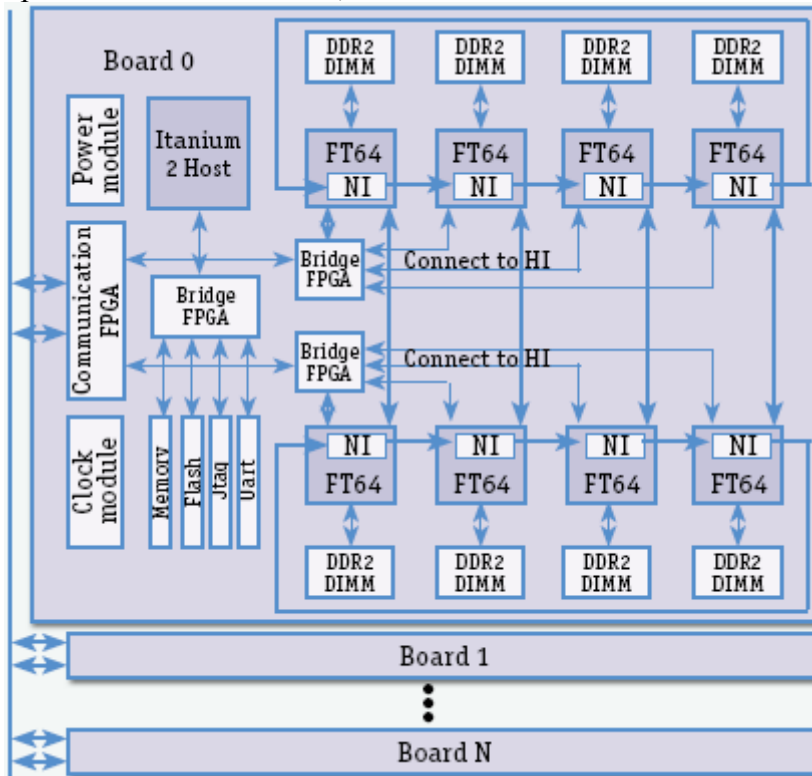 Board 0
DDR2
DIMM
DDR2
DIMM
DDR2
DIMM
DDR2
DIMM
Power
module
Itanium
2 Host
FT64
NI
FT64
NI
FT64
NI
FT64
NI
Communication
FPGA
Bridge
FPGA
Bridge
FPGA
Connect to HI
Bridge
FPGA
Connect to HI
Clock
module
Memory
Flash
Jtaq
Uart
NI
FT64
NI
FT64
NI
FT64
NI
FT64
DDR2
DIMM
DDR2
DIMM
DDR2
DIMM
DDR2
DIMM
Board 1
Board N